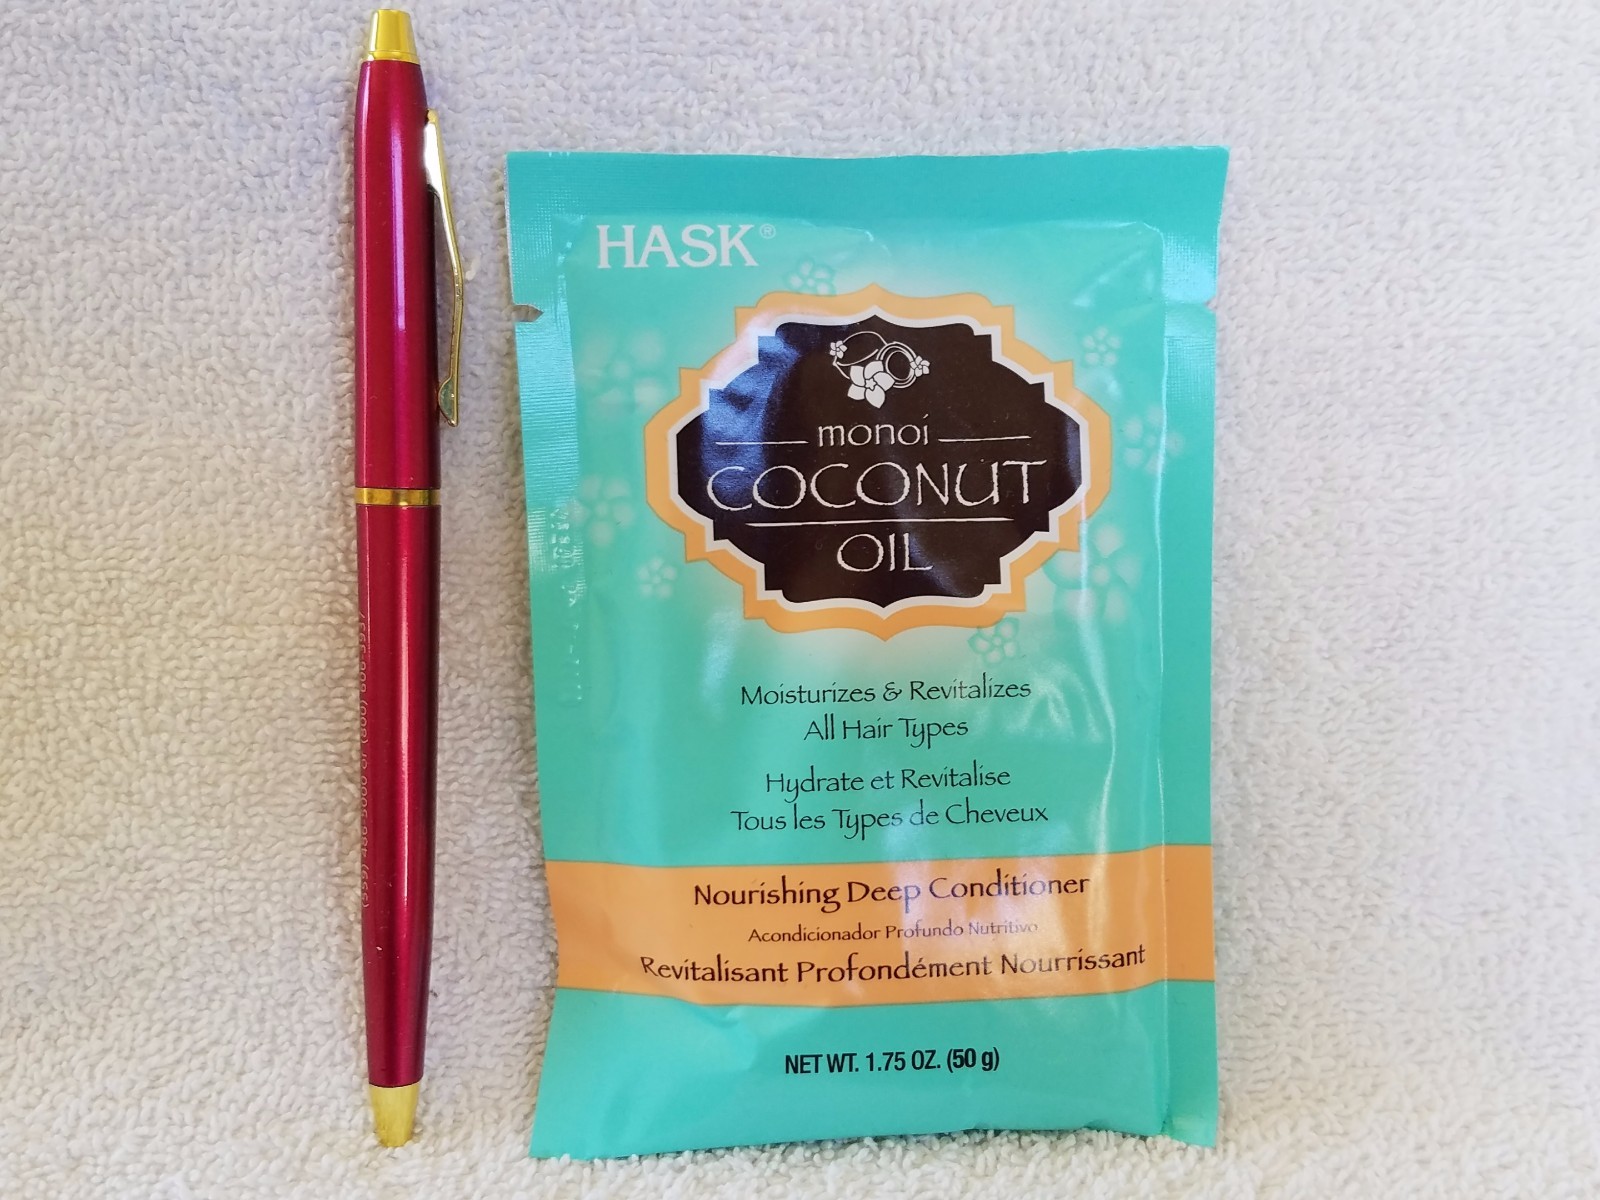 HASK®
monoi
COCONUT
OIL
Moisturizes & Revitalizes
All Hair Types
Hydrate et Revitalise
Tous les Types de Cheveux
Nourishing Deep Conditioner
Acondicionador Profundo Nutritivo
Revitalisant Profondément Nourrissant
NET WT. 1.75 OZ. (50 g)